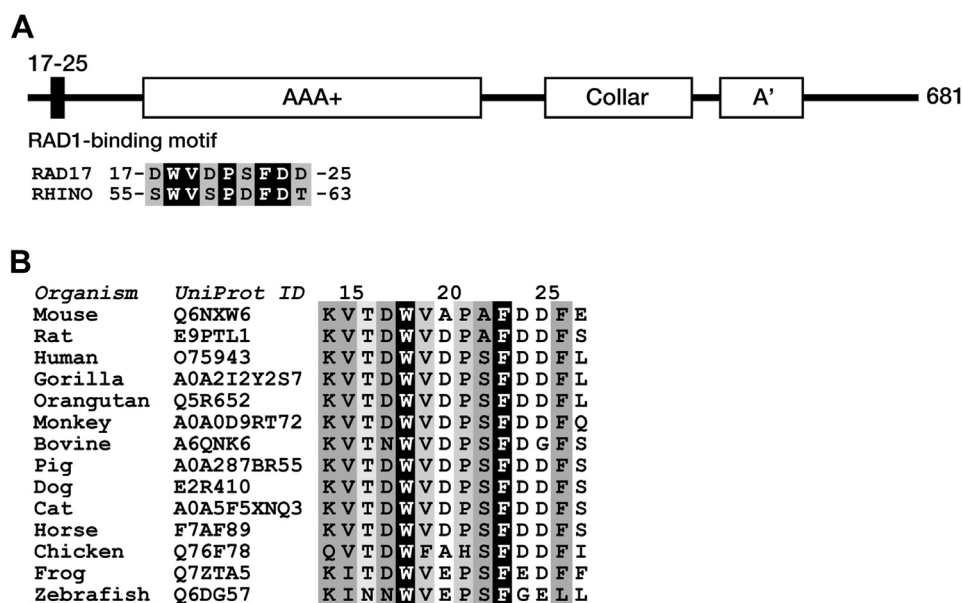 A
17-25
AAA+ Collar A' 681
RAD1-binding motif
RAD17 17-DWVDPSFDD-25
RHINO 55-SWVSPDFDT-63
B
Organism UniProt ID 15 20 25
Mouse Q6NXW6 KVTDWVAPAFDDFE
Rat E9PTL1 KVTDWVDPAFDDFS
Human O75943 KVTDWVDPSFDDFL
Gorilla A0A2I2Y2S7 KVTDWVDPSFDDFL
Orangutan Q5R652 KVTDWVDPSFDDFL
Monkey A0A0D9RT72 KVTDWVDPSFDDFQ
Bovine A6QNK6 KVTNWVDPSFDGFS
Pig A0A287BR55 KVTDWVDPSFDDFS
Dog E2R410 KVTDWVDPSFDDFS
Cat A0A5F5XNQ3 KVTDWVDPSFDDFS
Horse F7AF89 KVTDWVDPSFDDFS
Chicken Q76F78 QVTDWFAHSFDDFI
Frog Q7ZTA5 KITDWVEPSFEDFF
Zebrafish Q6DG57 KINNWVEPSFGELL